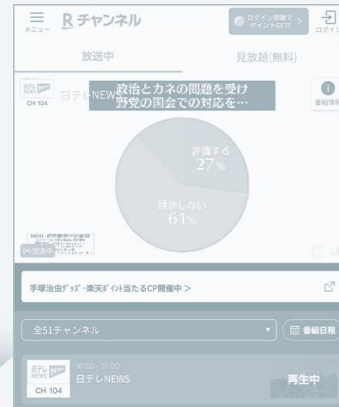 メニュー
R チャンネル
ログイン視聴で
ポイントGET!
ログイン
放送中
見放題(無料)
日テレ
NEWS
CH 104
日テレNEWS
政治とカネの問題を受け
野党の国会での対応を…
番組情報
評価する
27%
評価しない
61%
放送中
手塚治虫グッズ・楽天ポイント当たるCP開催中 >
全51チャンネル
番組日程
日テレ
NEWS
CH 104
16:00 - 17:00
日テレNEWS
再生中